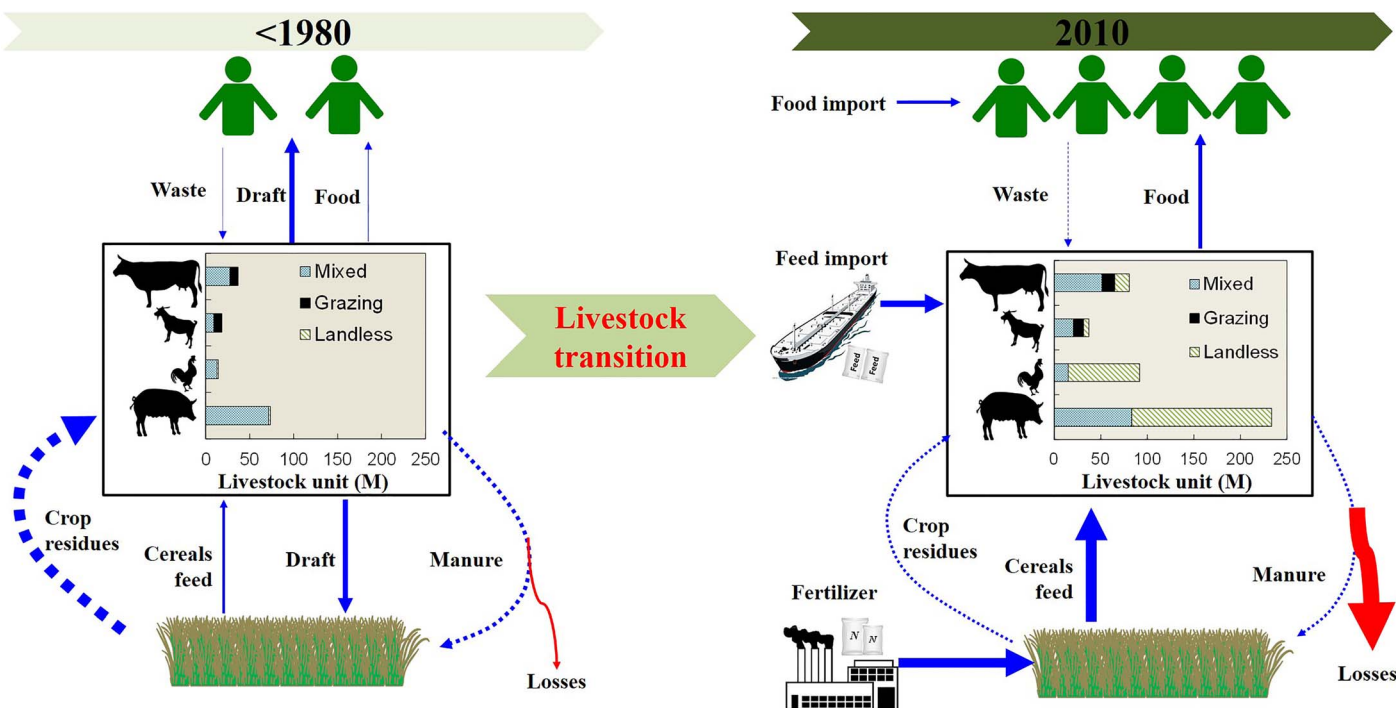 <1980
Waste
Draft
Food
Mixed
Grazing
Landless
0 50 100 150 200 250
Livestock unit (M)
Crop
residues
Cereals
feed
Draft
Manure
Losses
Livestock
transition
2010
Food import
Waste
Food
Feed import
Feed Feed
Mixed
Grazing
Landless
0 50 100 150 200 250
Livestock unit (M)
Crop
residues
Cereals
feed
Manure
Fertilizer
N N
Losses